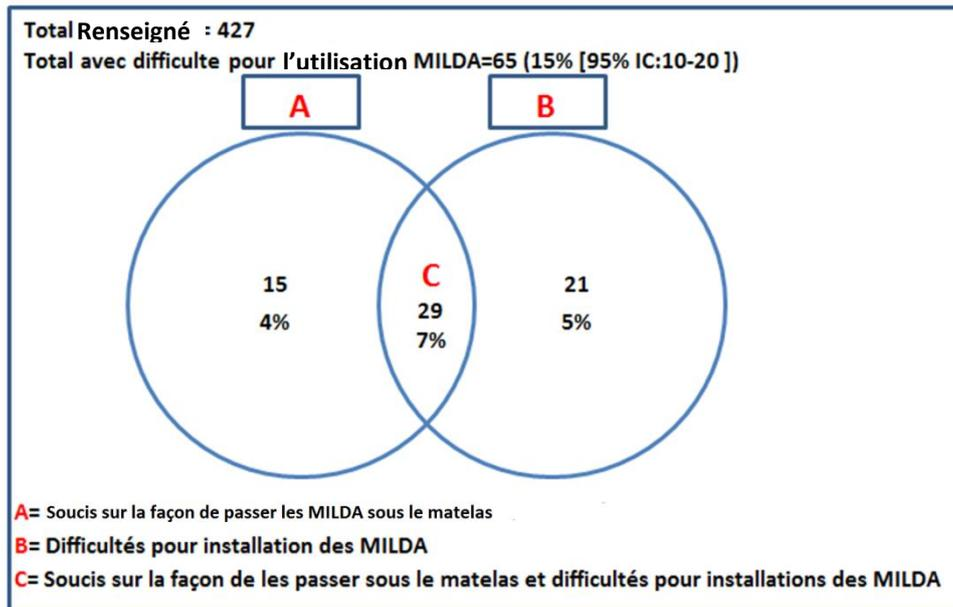 Total Renseigné : 427
Total avec difficulte pour l'utilisation MILDA=65 (15% [95% IC:10-20 ])
A
B
C
15
4%
29
7%
21
5%
A= Soucis sur la façon de passer les MILDA sous le matelas
B= Difficultés pour installation des MILDA
C= Soucis sur la façon de les passer sous le matelas et difficultés pour installations des MILDA